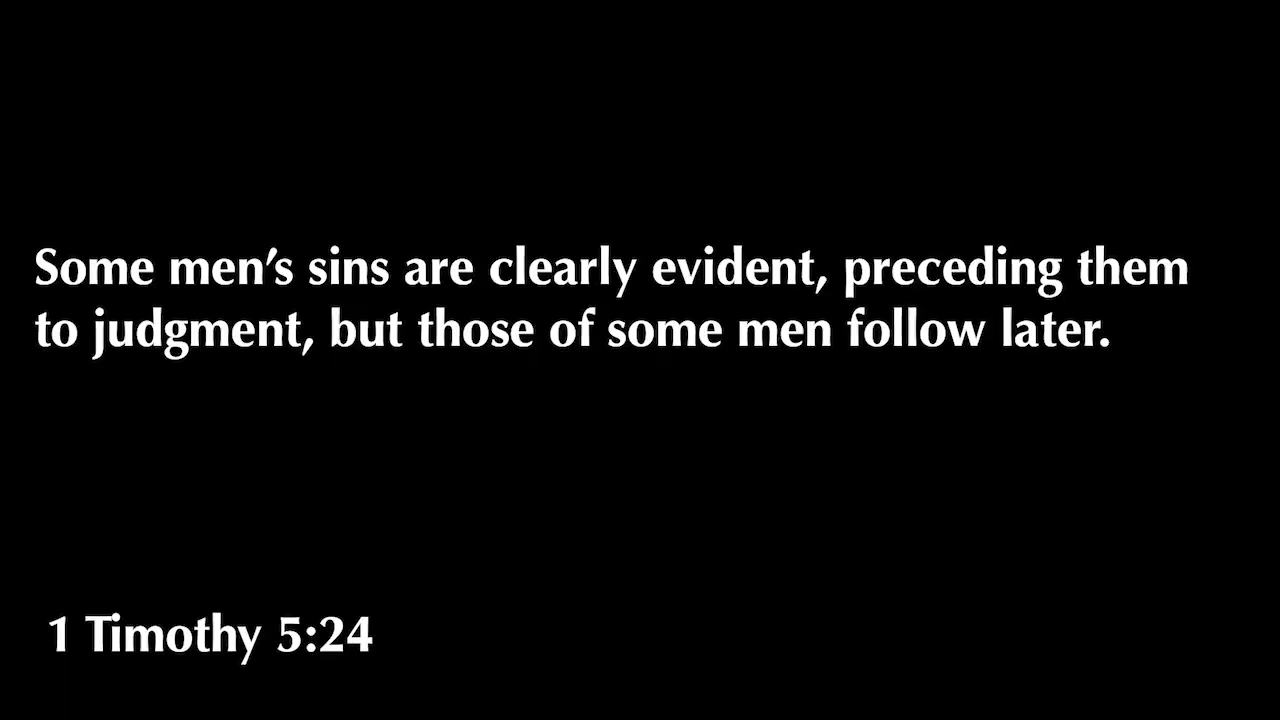 Some men’s sins are clearly evident, preceding them
to judgment, but those of some men follow later.
1 Timothy 5:24